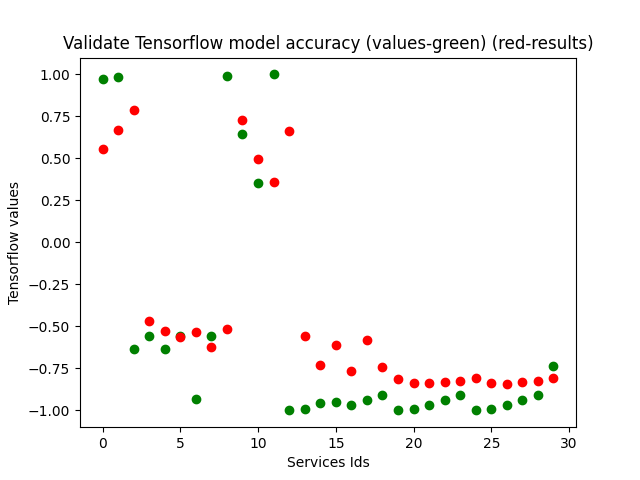 Validate Tensorflow model accuracy (values-green) (red-results)
1.00
0.75
0.50
0.25
0.00
−0.25
−0.50
−0.75
−1.00
Tensorflow values
0 5 10 15 20 25 30
Services Ids